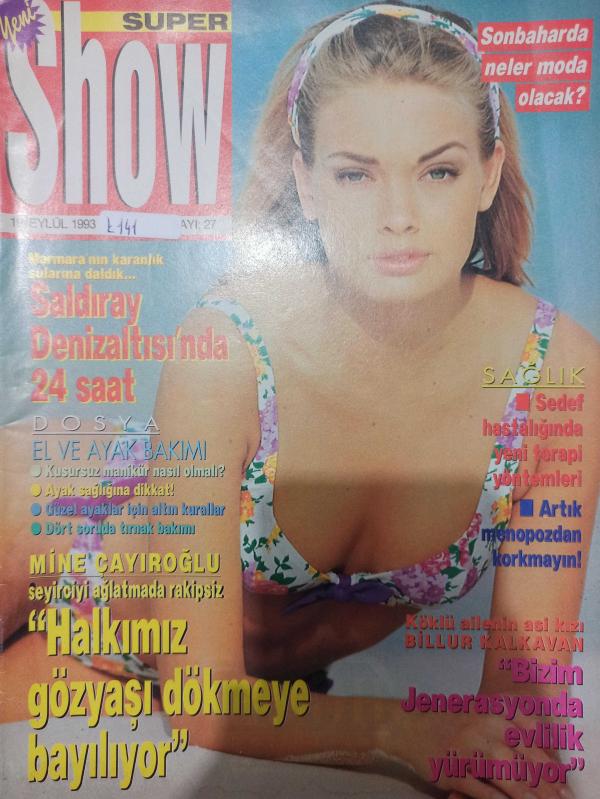 Yeni
SUPER
Show
EYLÜL 1993
₺141
SAYI: 27
Sonbaharda
neler moda
olacak?
Marmara'nın karanlık
sularına daldık...
Saldıray
Denizaltısı'nda
24 saat
DOSYA
EL VE AYAK BAKIMI
Kusursuz manikür nasıl olmalı?
Ayak sağlığına dikkat!
Güzel ayaklar için altın kurallar
Dört soruda tırnak bakımı
SAĞLIK
Sedef
hastalığında
yeni terapi
yöntemleri
Artık
menopozdan
korkmayın!
MİNE ÇAYIROĞLU
seyirciyi ağlatmada rakipsiz
"Halkımız
gözyaşı dökmeye
bayılıyor"
Köklü ailenin asi kızı
BİLLUR KALKAVAN
"Bizim
Jenerasyonda
evlilik
yürümüyor"